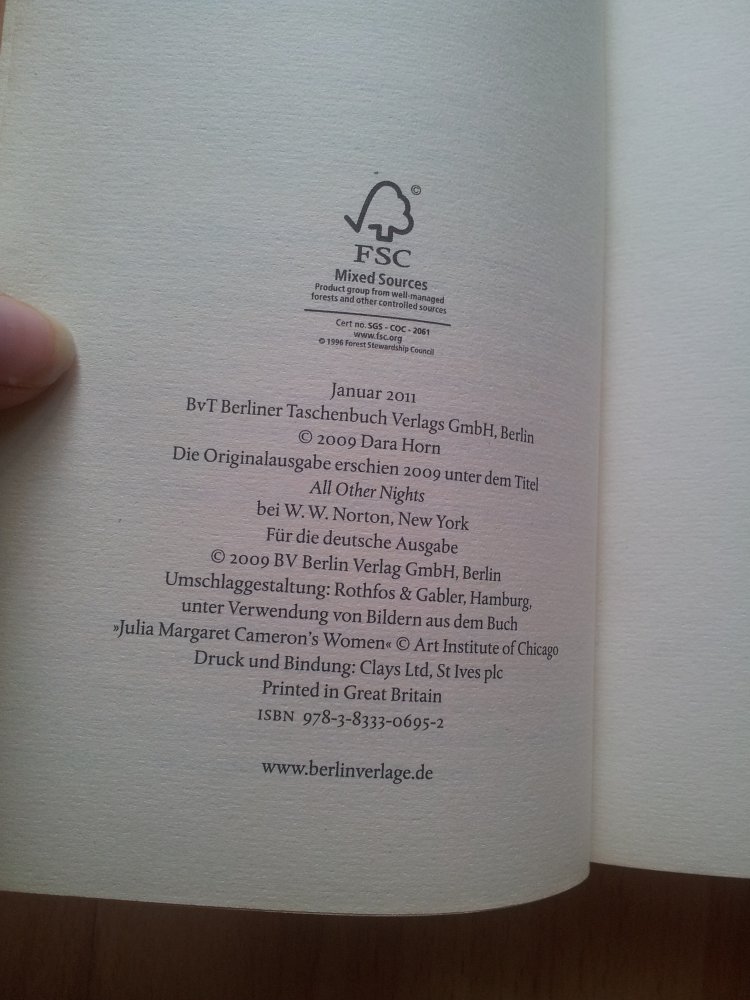 ©
FSC
Mixed Sources
Product group from well-managed
forests and other controlled sources
Cert no. SGS - COC - 2061
www.fsc.org
© 1996 Forest Stewardship Council
Januar 2011
BvT Berliner Taschenbuch Verlags GmbH, Berlin
© 2009 Dara Horn
Die Originalausgabe erschien 2009 unter dem Titel
All Other Nights
bei W. W. Norton, New York
Für die deutsche Ausgabe
© 2009 BV Berlin Verlag GmbH, Berlin
Umschlaggestaltung: Rothfos & Gabler, Hamburg,
unter Verwendung von Bildern aus dem Buch
»Julia Margaret Cameron's Women« © Art Institute of Chicago
Druck und Bindung: Clays Ltd, St Ives plc
Printed in Great Britain
ISBN 978-3-8333-0695-2
www.berlinverlage.de